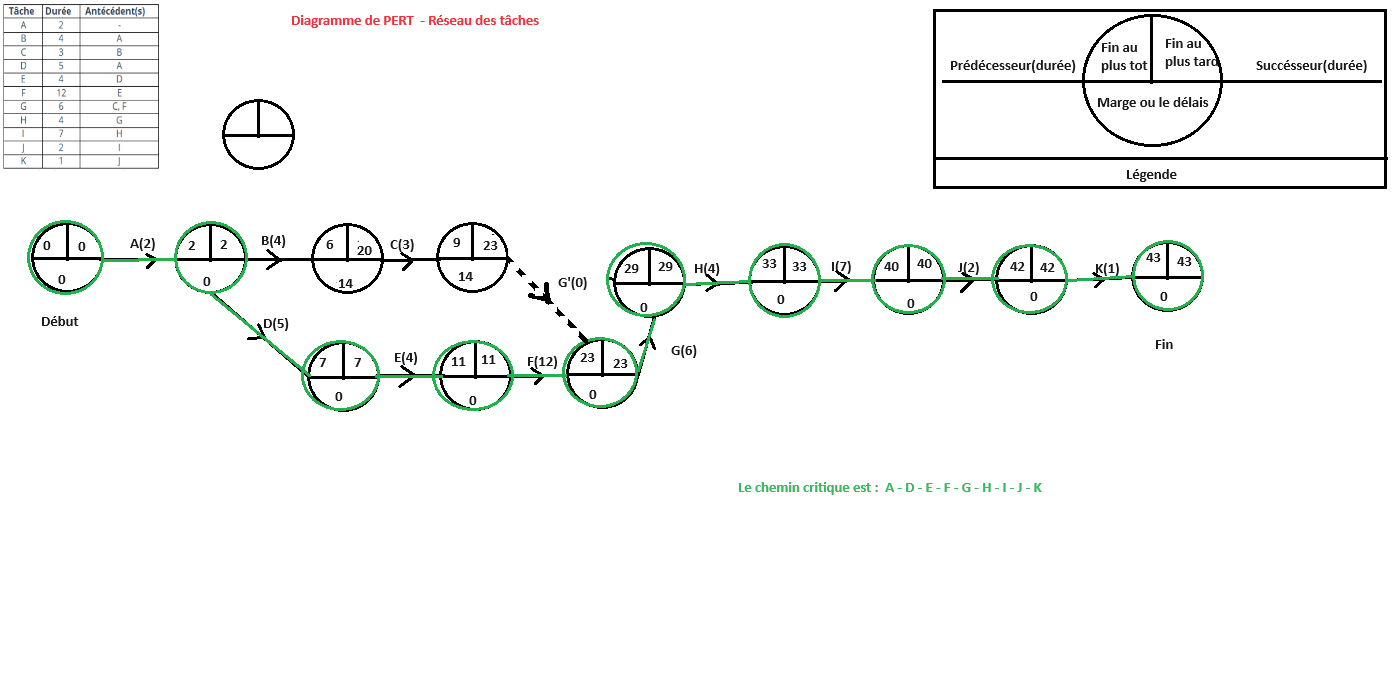 Tâche Durée Antécédent(s)
A 2 -
B 4 A
C 3 B
D 5 A
E 4 D
F 12 E
G 6 C, F
H 4 G
I 7 H
J 2 I
K 1 J
Diagramme de PERT - Réseau des tâches
Fin au
plus tot
Fin au
plus tard
Prédécesseur(durée)
Succésseur(durée)
Marge ou le délais
Légende
0 0
0
Début
A(2)
2 2
0
B(4)
6 20
14
C(3)
9 23
14
G'(0)
D(5)
7 7
0
E(4)
11 11
0
F(12)
23 23
0
G(6)
29 29
0
H(4)
33 33
0
I(7)
40 40
0
J(2)
42 42
0
K(1)
43 43
0
Fin
Le chemin critique est : A - D - E - F - G - H - I - J - K